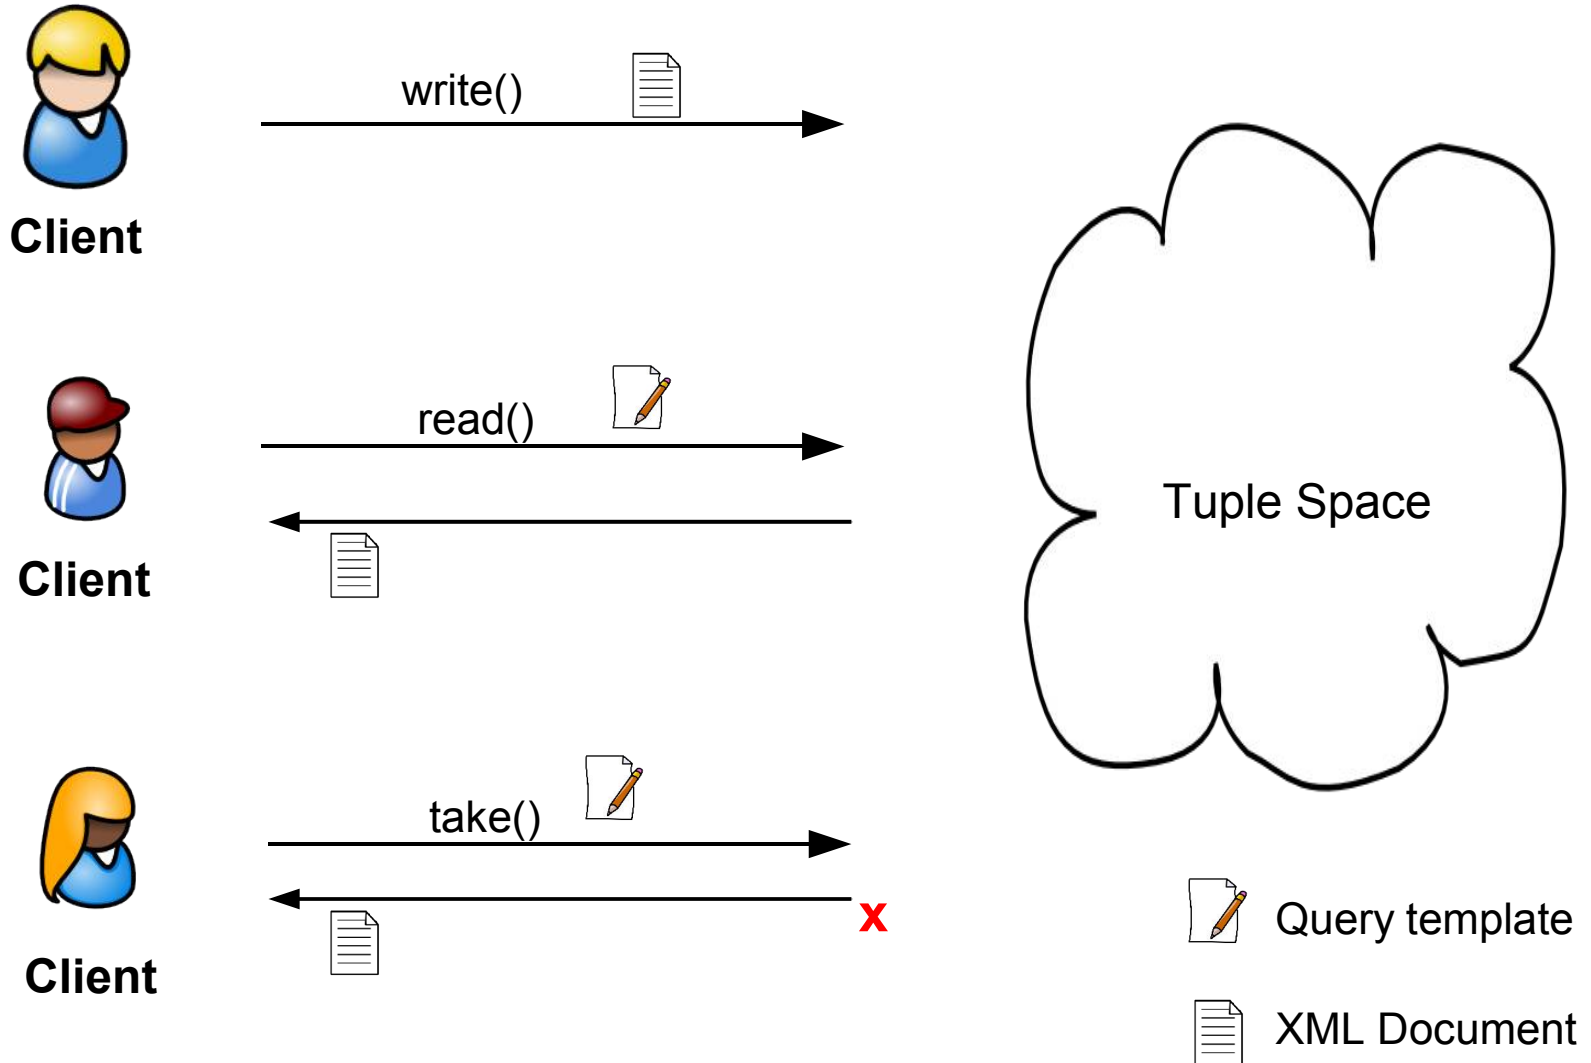 write()
Client
read()
Tuple Space
Client
take()
x
Query template
Client
XML Document